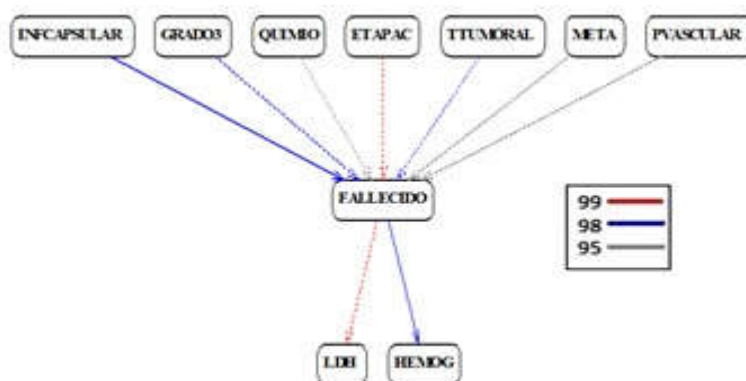 INFCAPSULAR GRADO3 QUIMIO ETAPAC TTUMORAL META PVASCULAR
FALLECIDO
99
98
95
LDH HEMOG